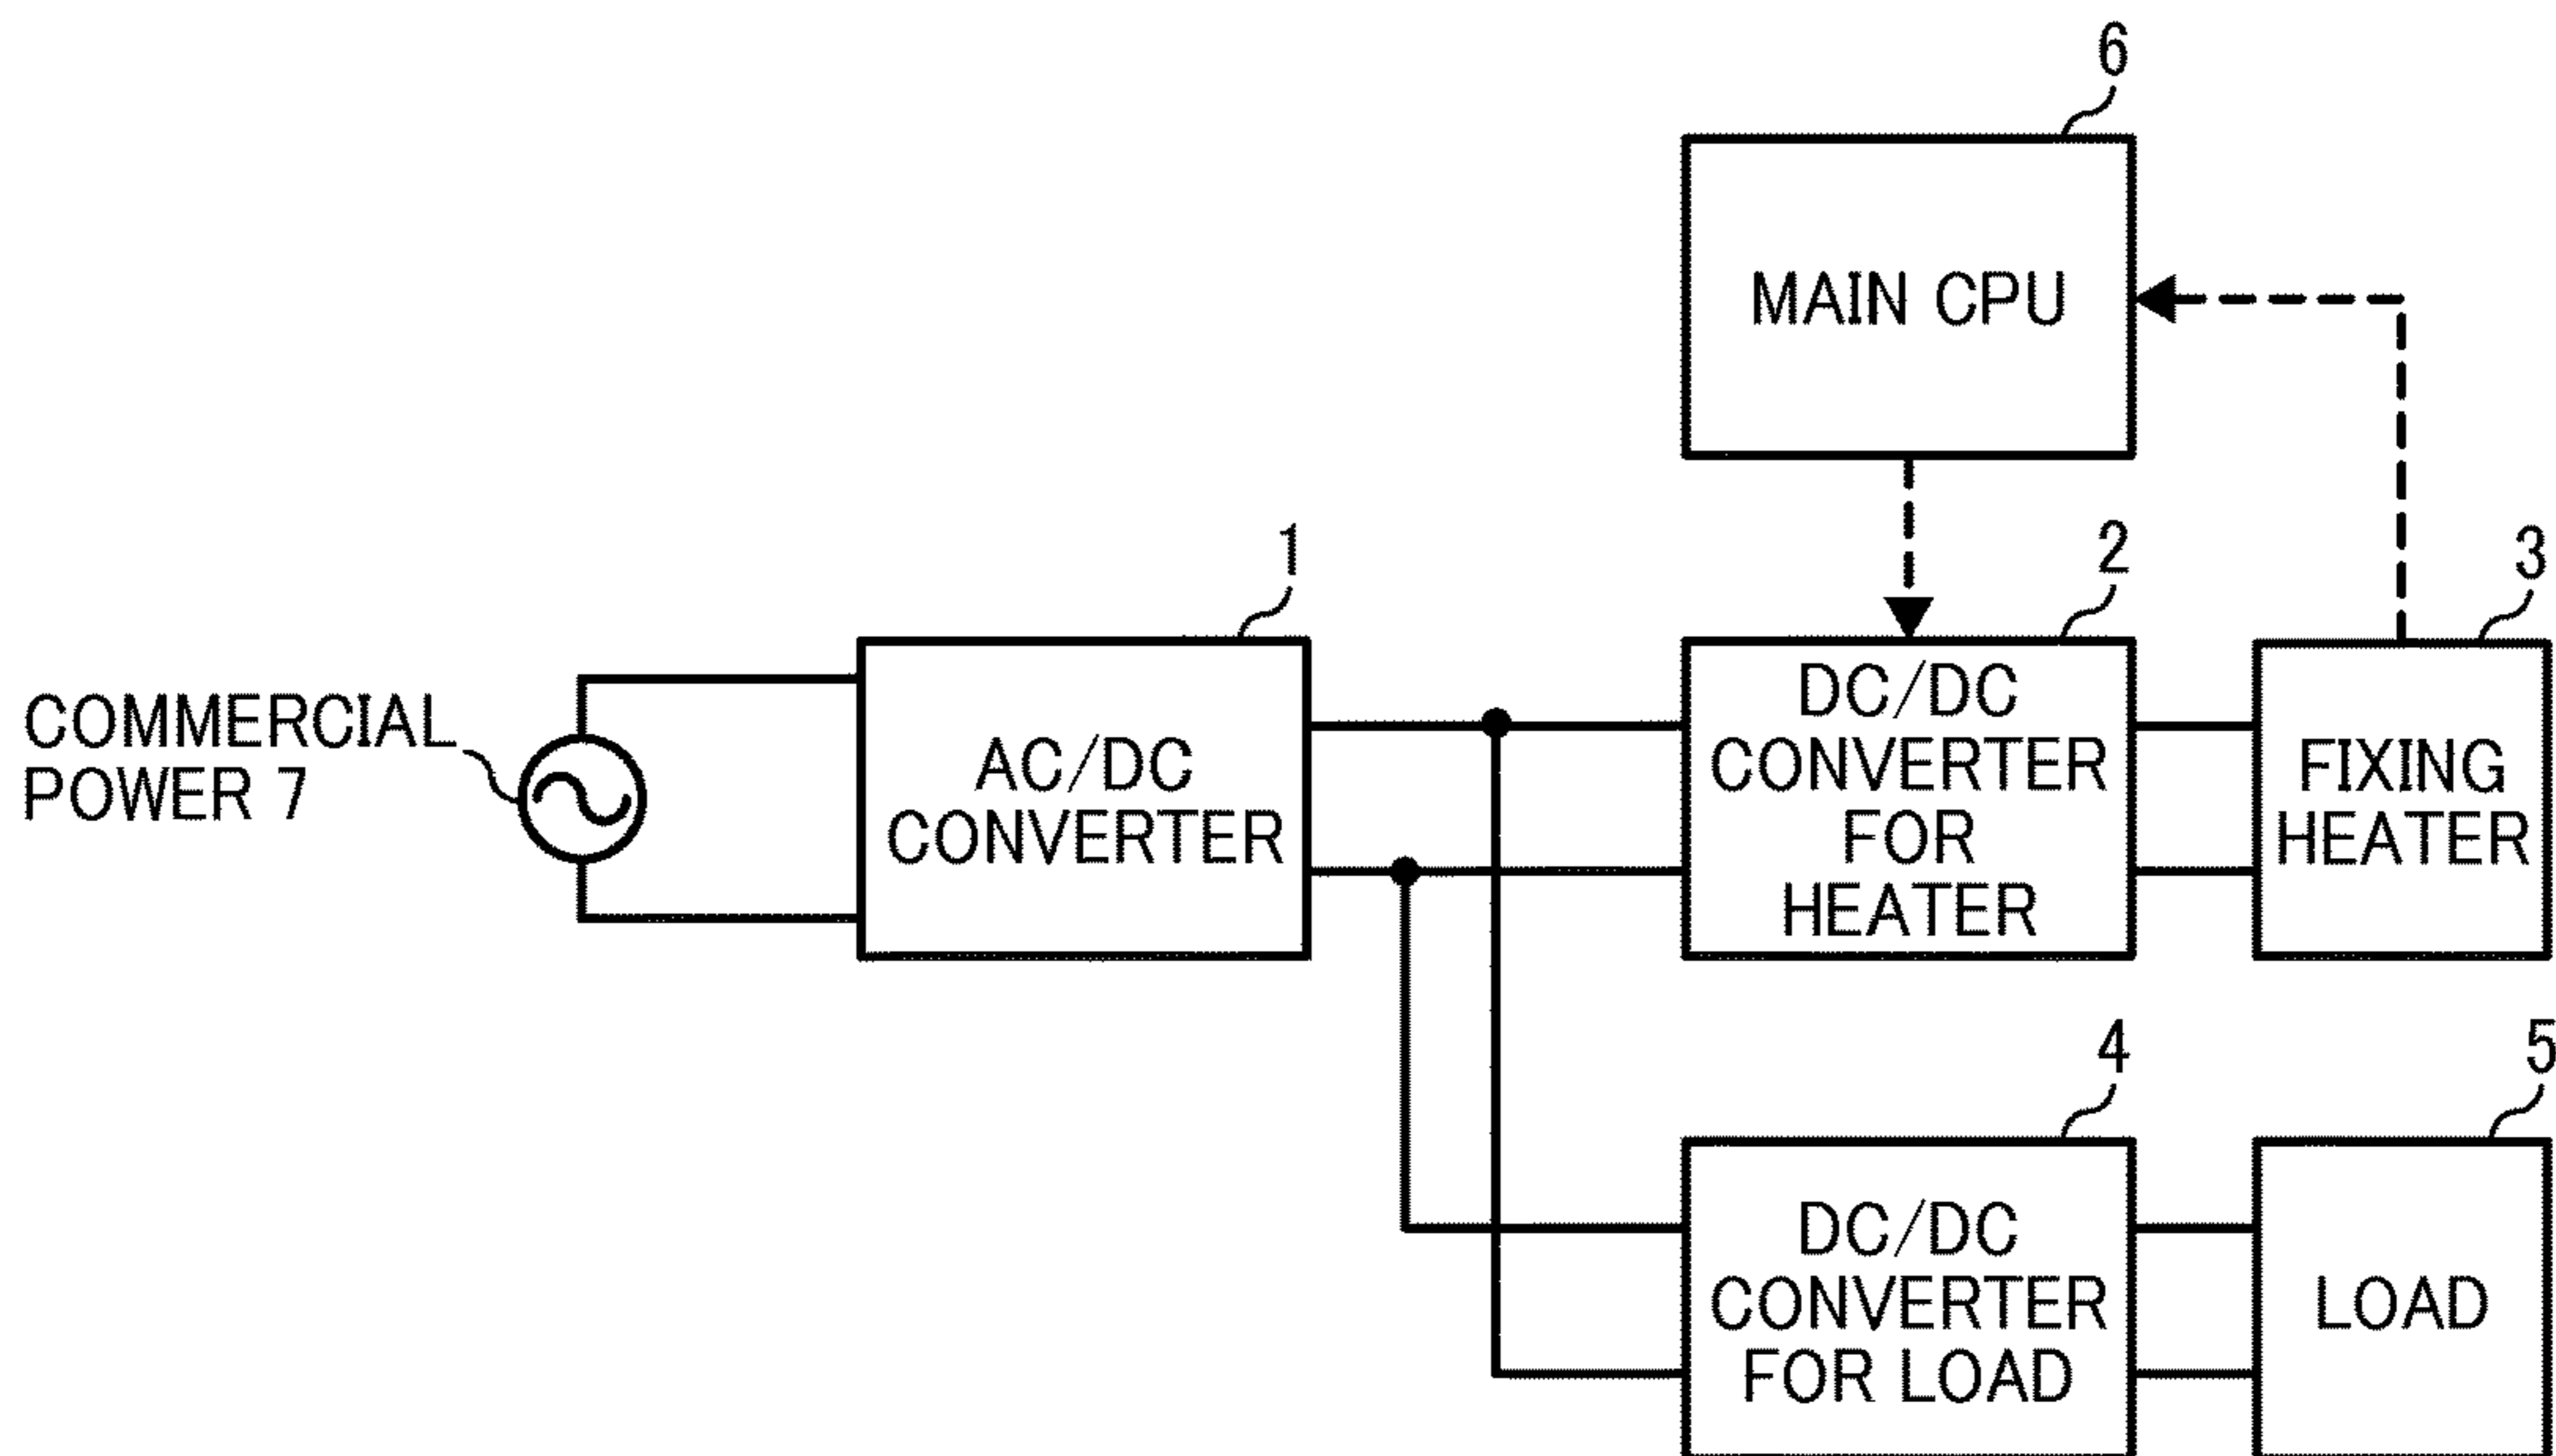 6
MAIN CPU
1
2
3
COMMERCIAL
POWER 7
AC/DC
CONVERTER
DC/DC
CONVERTER
FOR
HEATER
FIXING
HEATER
4
5
DC/DC
CONVERTER
FOR LOAD
LOAD